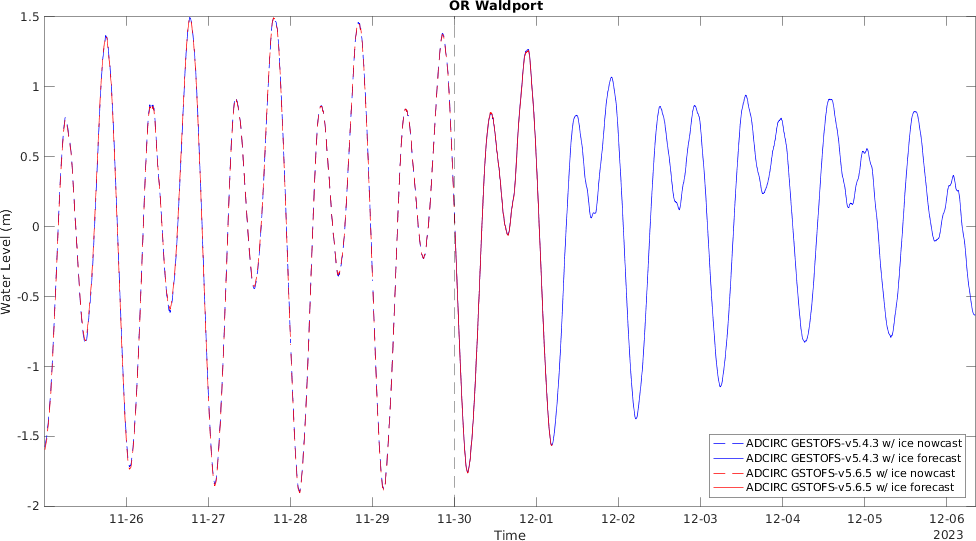 OR Waldport
1.5
1
0.5
0
-0.5
-1
-1.5
-2
Water Level (m)
11-26 11-27 11-28 11-29 11-30 12-01 12-02 12-03 12-04 12-05 12-06
Time
2023
ADCIRC GESTOFS-v5.4.3 w/ ice nowcast
ADCIRC GESTOFS-v5.4.3 w/ ice forecast
ADCIRC GSTOFS-v5.6.5 w/ ice nowcast
ADCIRC GSTOFS-v5.6.5 w/ ice forecast